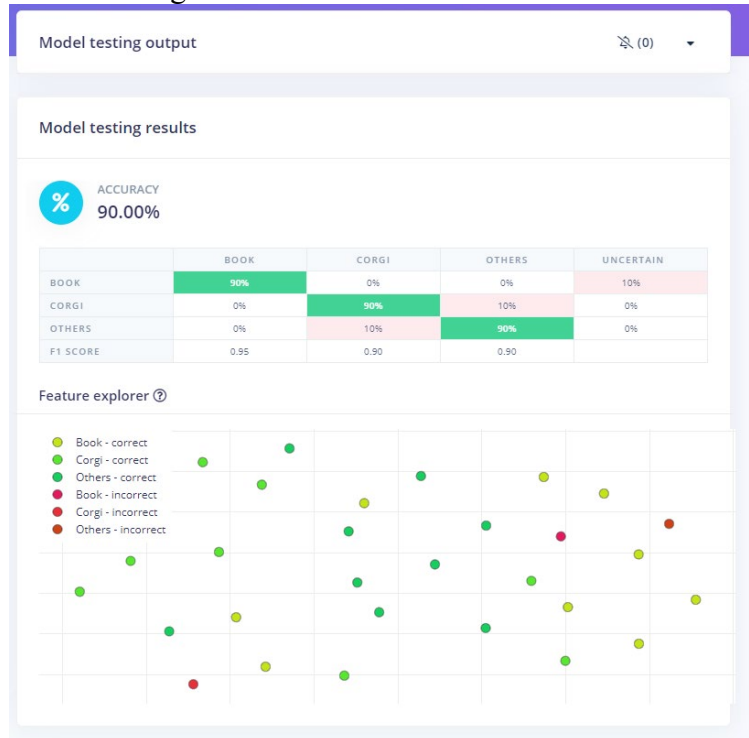 Model testing output (0)
Model testing results
%
ACCURACY
90.00%
BOOK CORGI OTHERS UNCERTAIN
BOOK 90% 0% 0% 10%
CORGI 0% 90% 10% 0%
OTHERS 0% 10% 90% 0%
F1 SCORE 0.95 0.90 0.90
Feature explorer ?
Book - correct
Corgi - correct
Others - correct
Book - incorrect
Corgi - incorrect
Others - incorrect